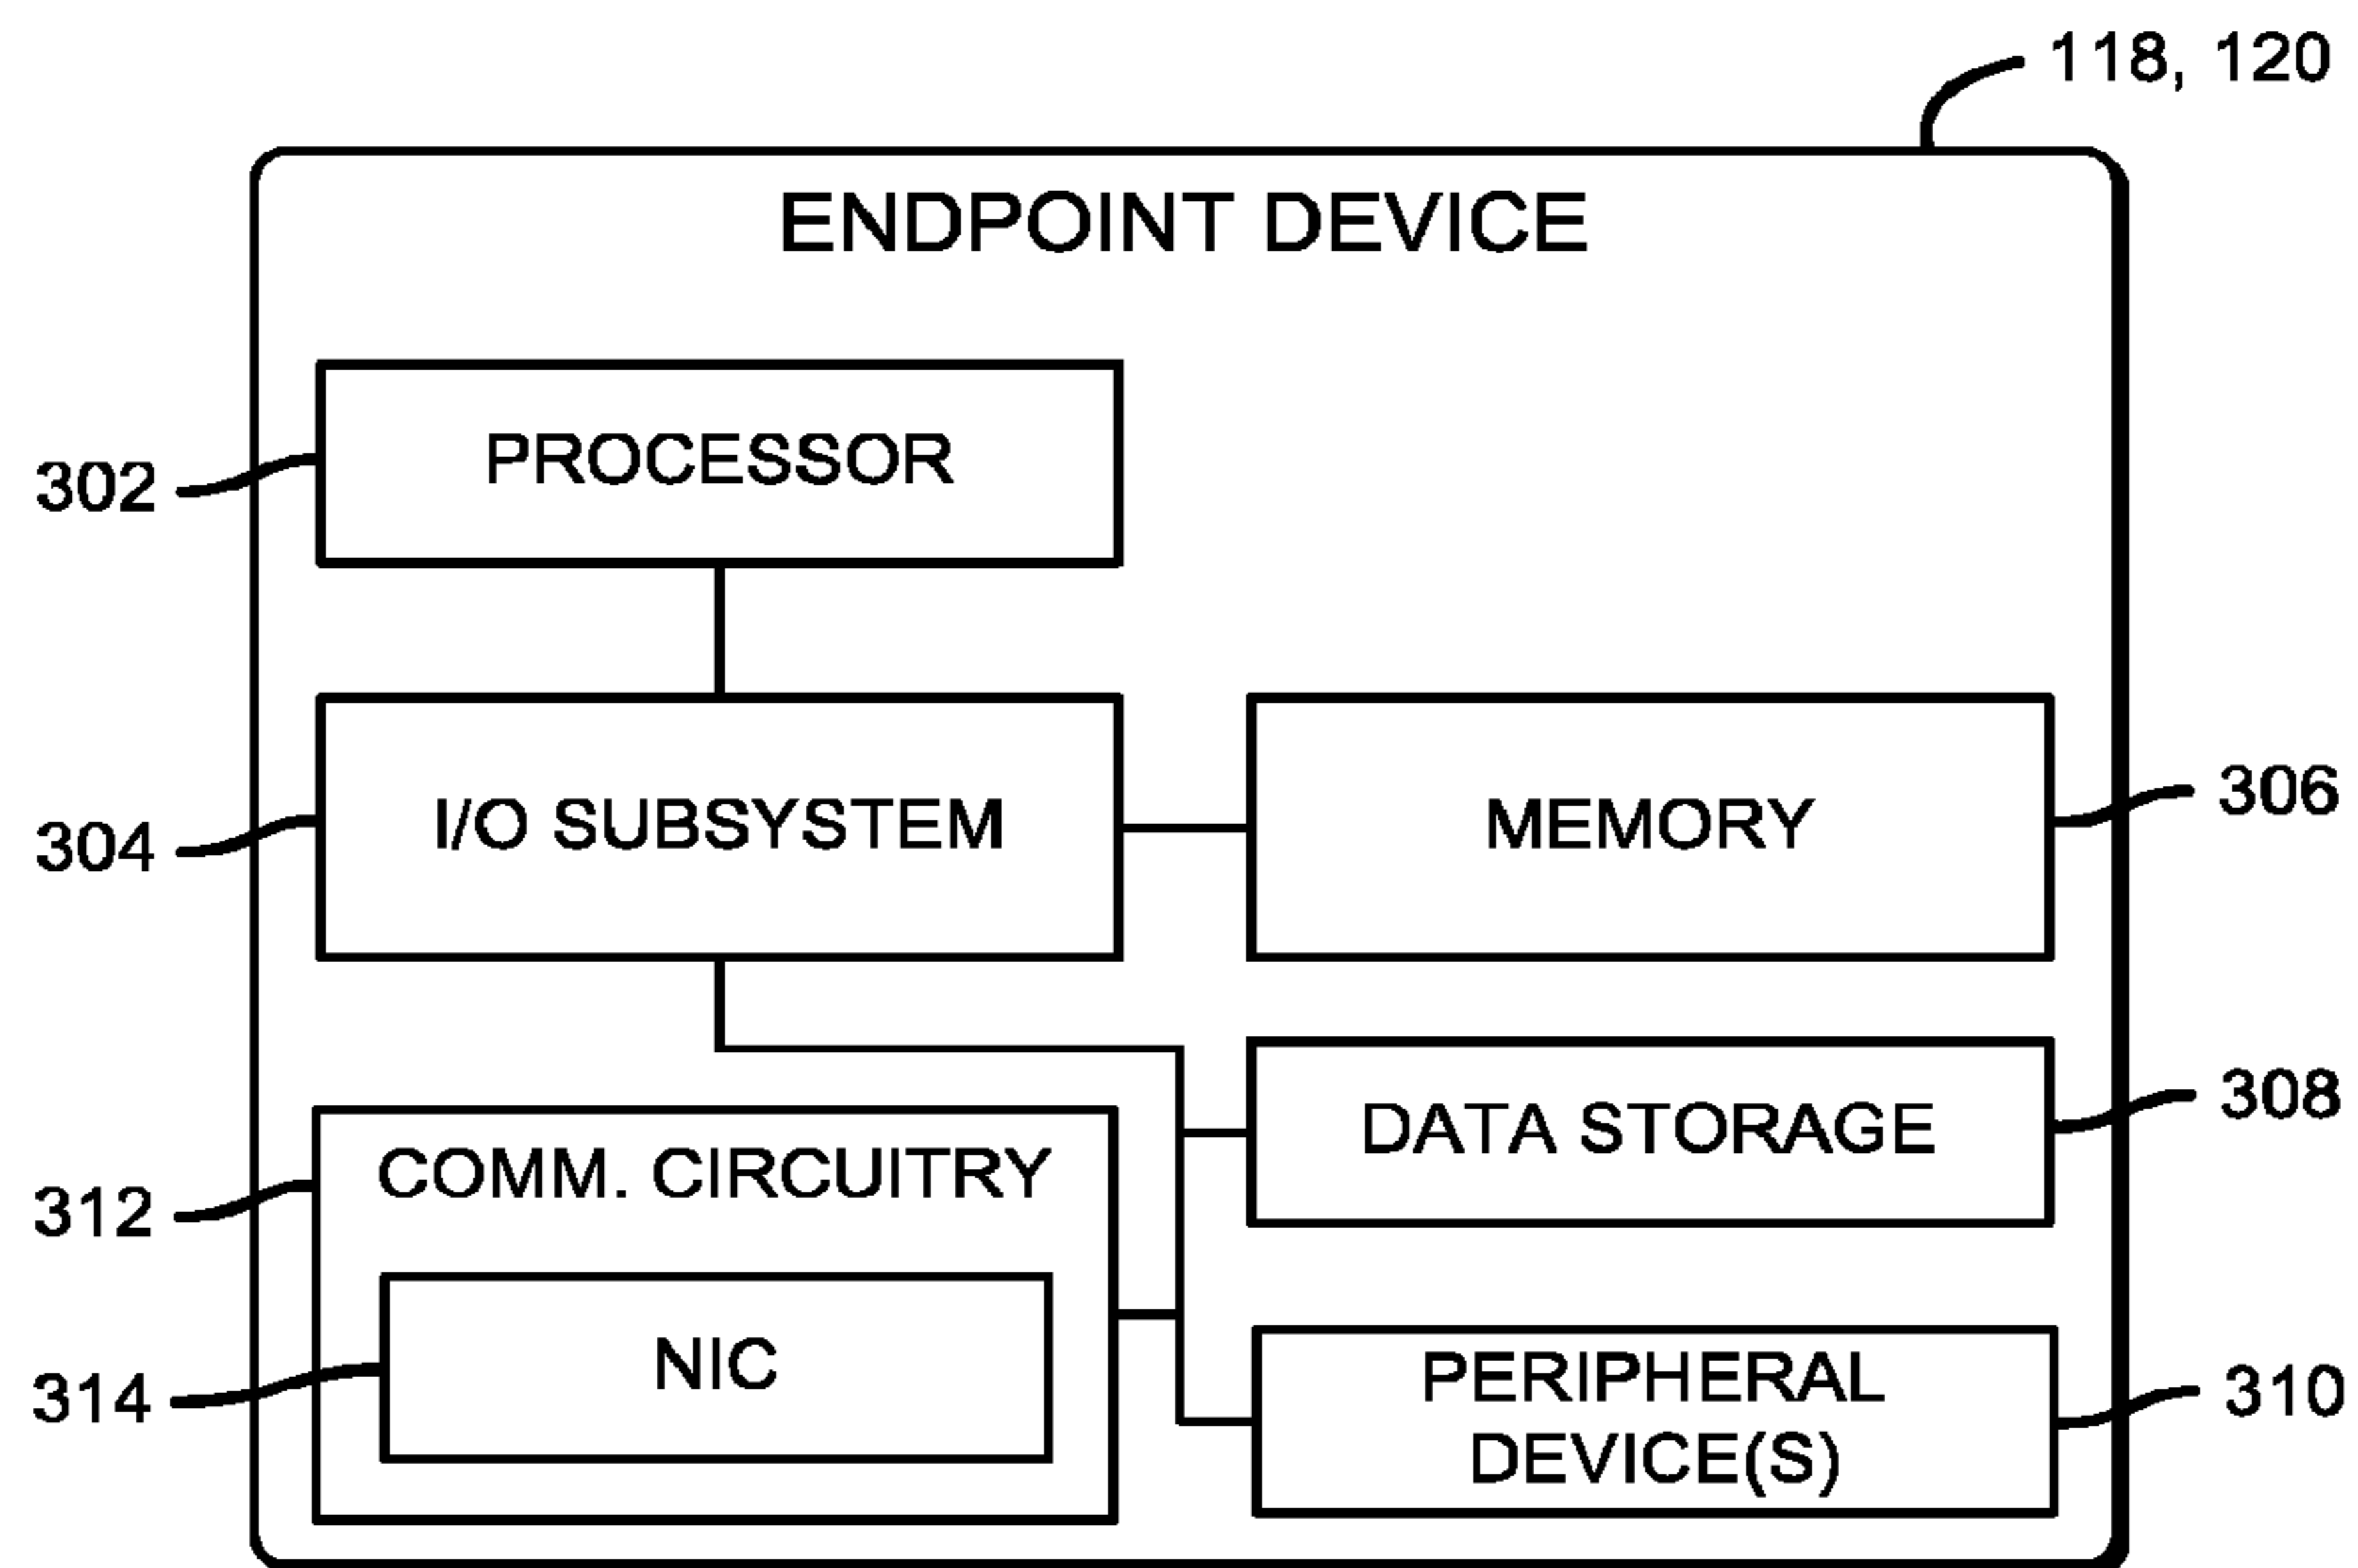 118, 120
ENDPOINT DEVICE
302
PROCESSOR
304
I/O SUBSYSTEM
MEMORY
306
DATA STORAGE
308
312
COMM. CIRCUITRY
314
NIC
PERIPHERAL
DEVICE(S)
310